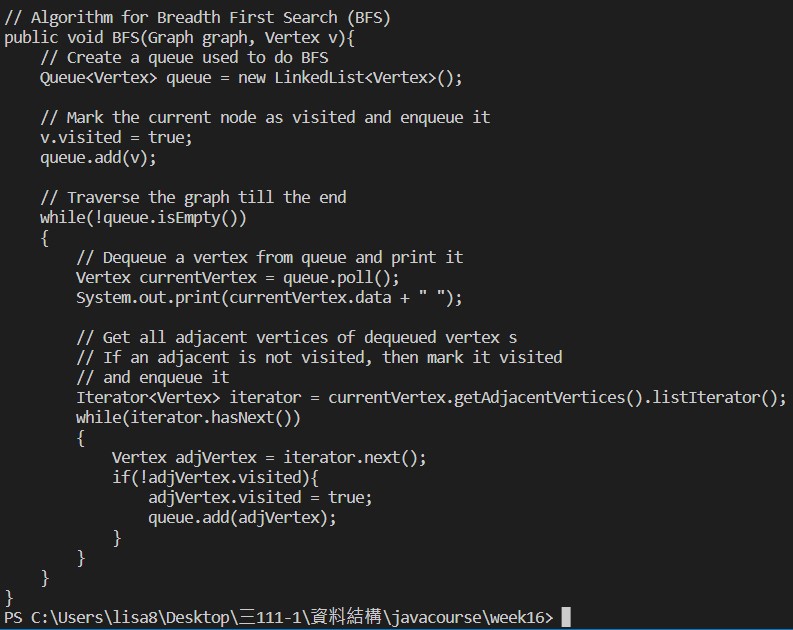 // Algorithm for Breadth First Search (BFS)
public void BFS(Graph graph, Vertex v){
    // Create a queue used to do BFS
    Queue<Vertex> queue = new LinkedList<Vertex>();

    // Mark the current node as visited and enqueue it
    v.visited = true;
    queue.add(v);

    // Traverse the graph till the end
    while(!queue.isEmpty())
    {
        // Dequeue a vertex from queue and print it
        Vertex currentVertex = queue.poll();
        System.out.print(currentVertex.data + " ");

        // Get all adjacent vertices of dequeued vertex s
        // If an adjacent is not visited, then mark it visited
        // and enqueue it
        Iterator<Vertex> iterator = currentVertex.getAdjacentVertices().listIterator();
        while(iterator.hasNext())
        {
            Vertex adjVertex = iterator.next();
            if(!adjVertex.visited){
                adjVertex.visited = true;
                queue.add(adjVertex);
            }
        }
    }
}
PS C:\Users\lisa8\Desktop\三111-1\資料結構\javacourse\week16>